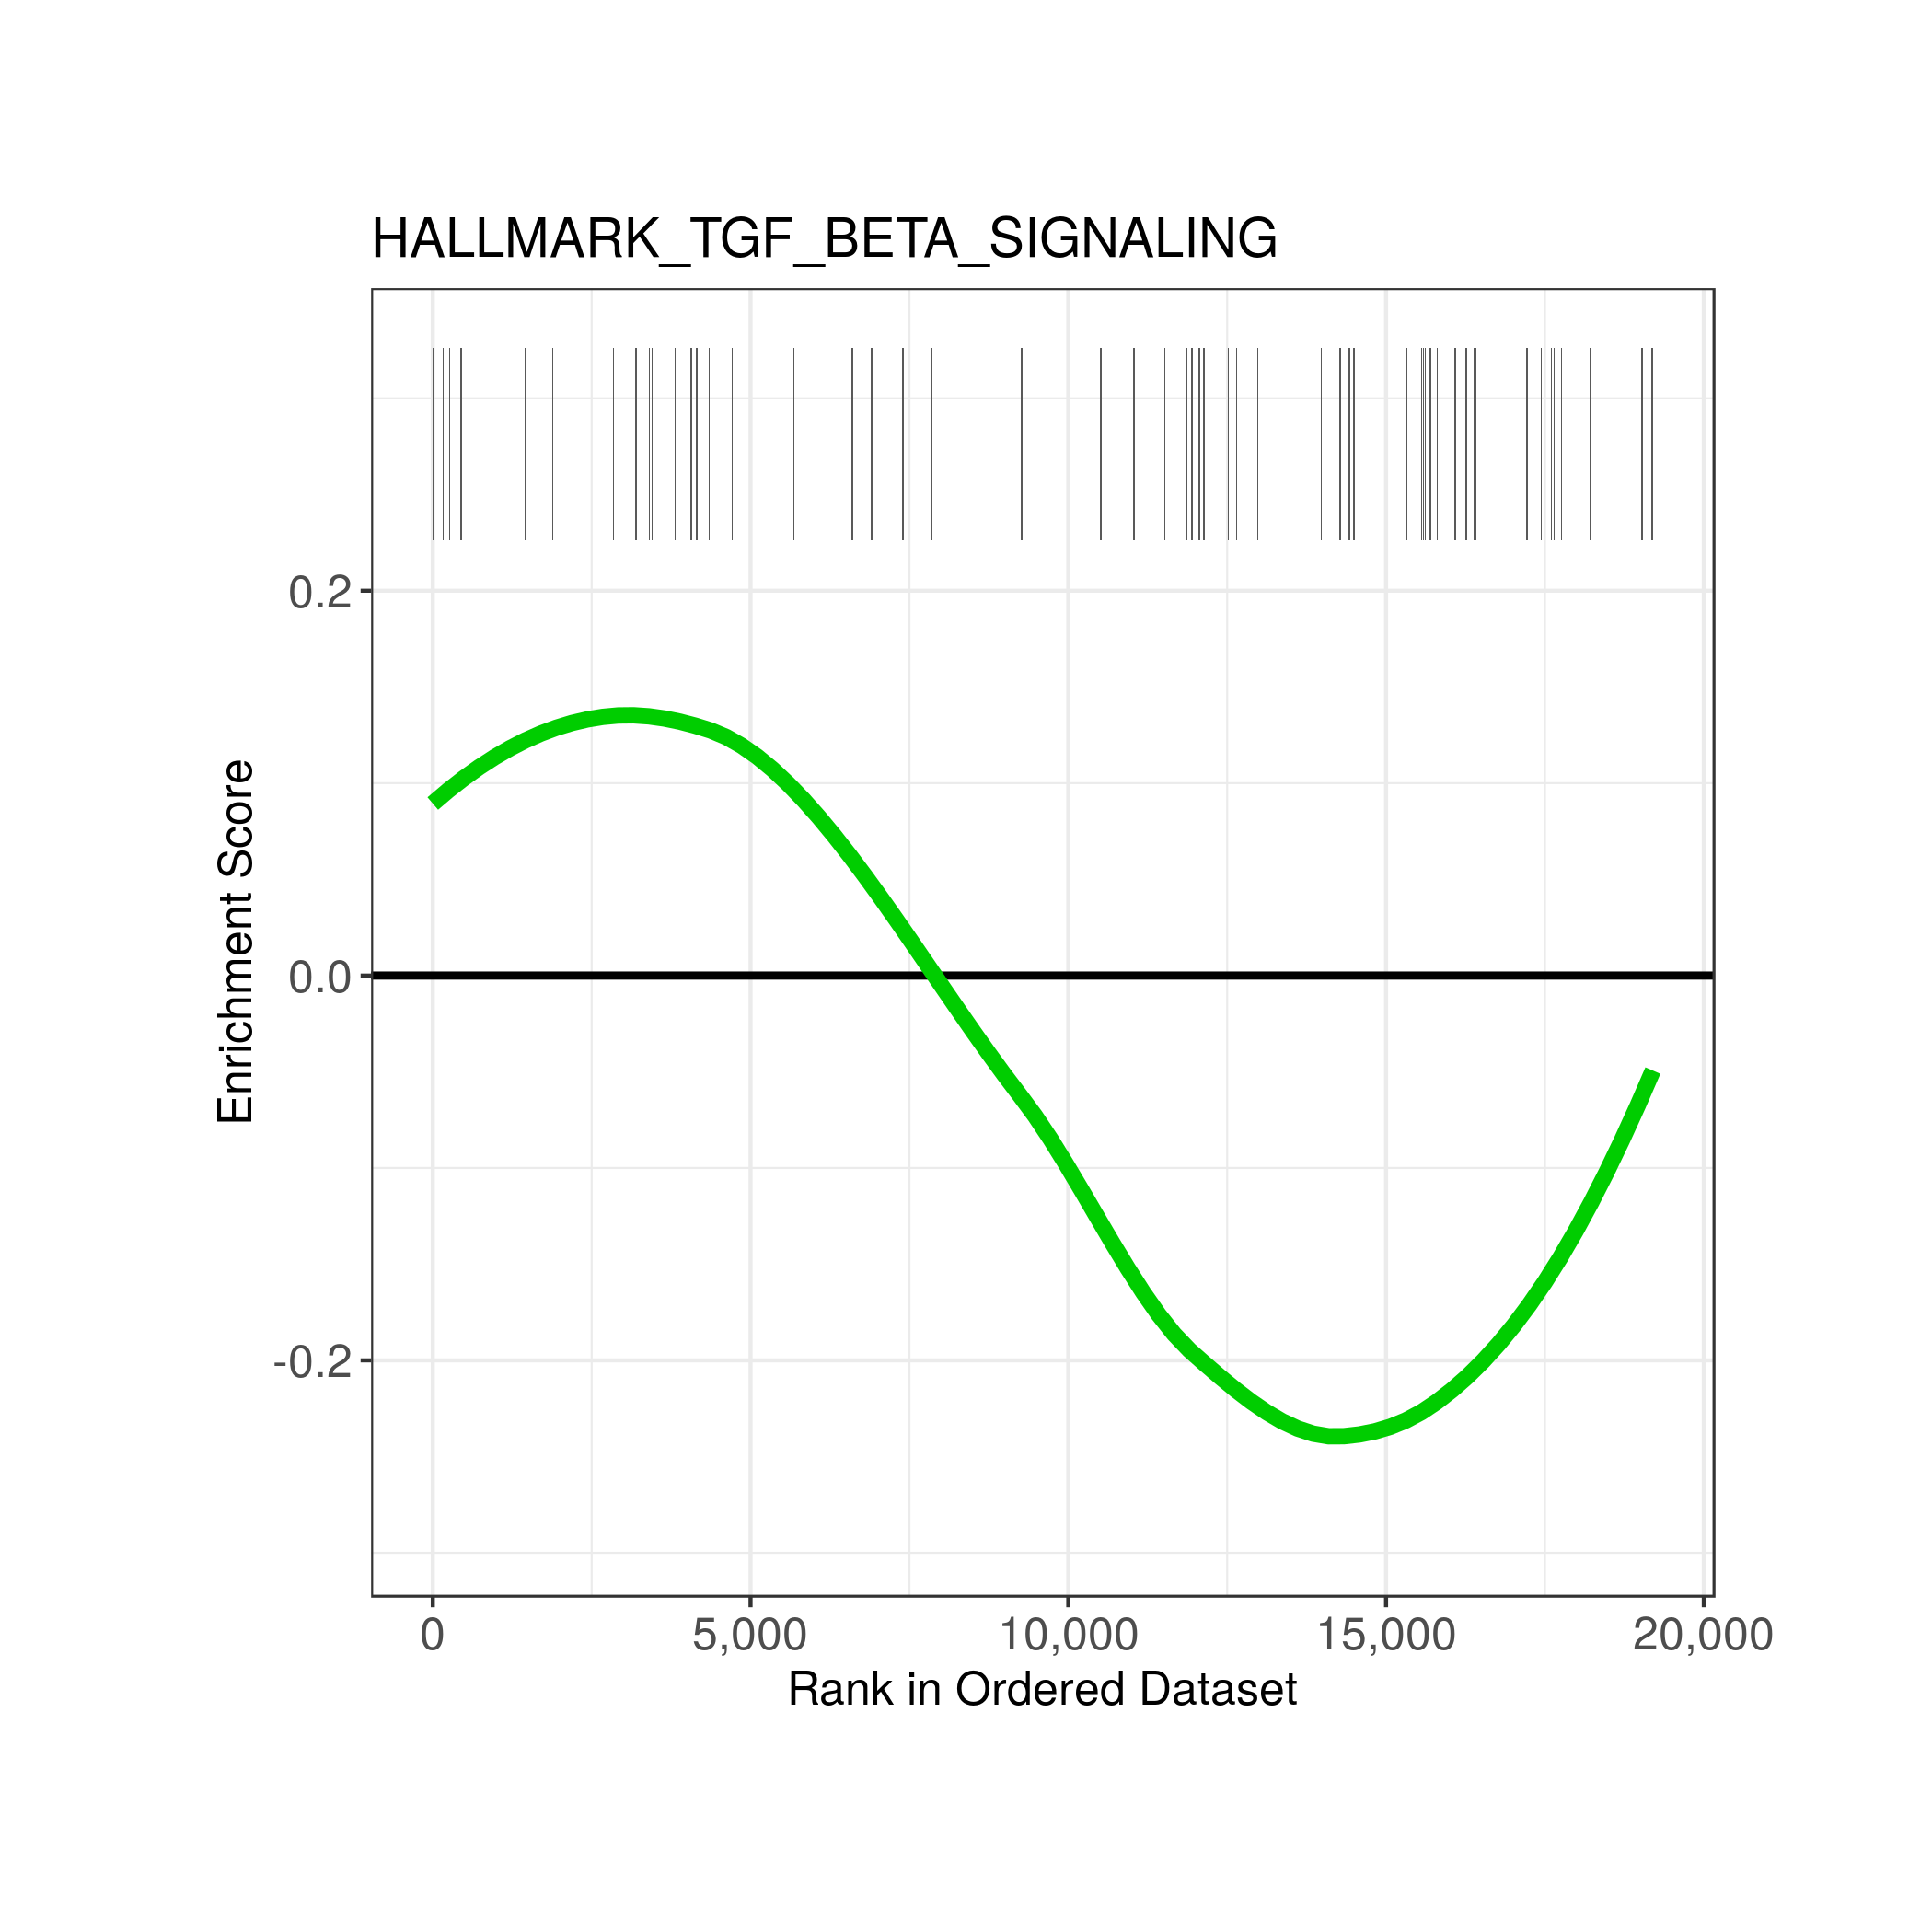 HALLMARK_TGF_BETA_SIGNALING
Enrichment Score
0.2
0.0
-0.2
0
5,000
10,000
15,000
20,000
Rank in Ordered Dataset